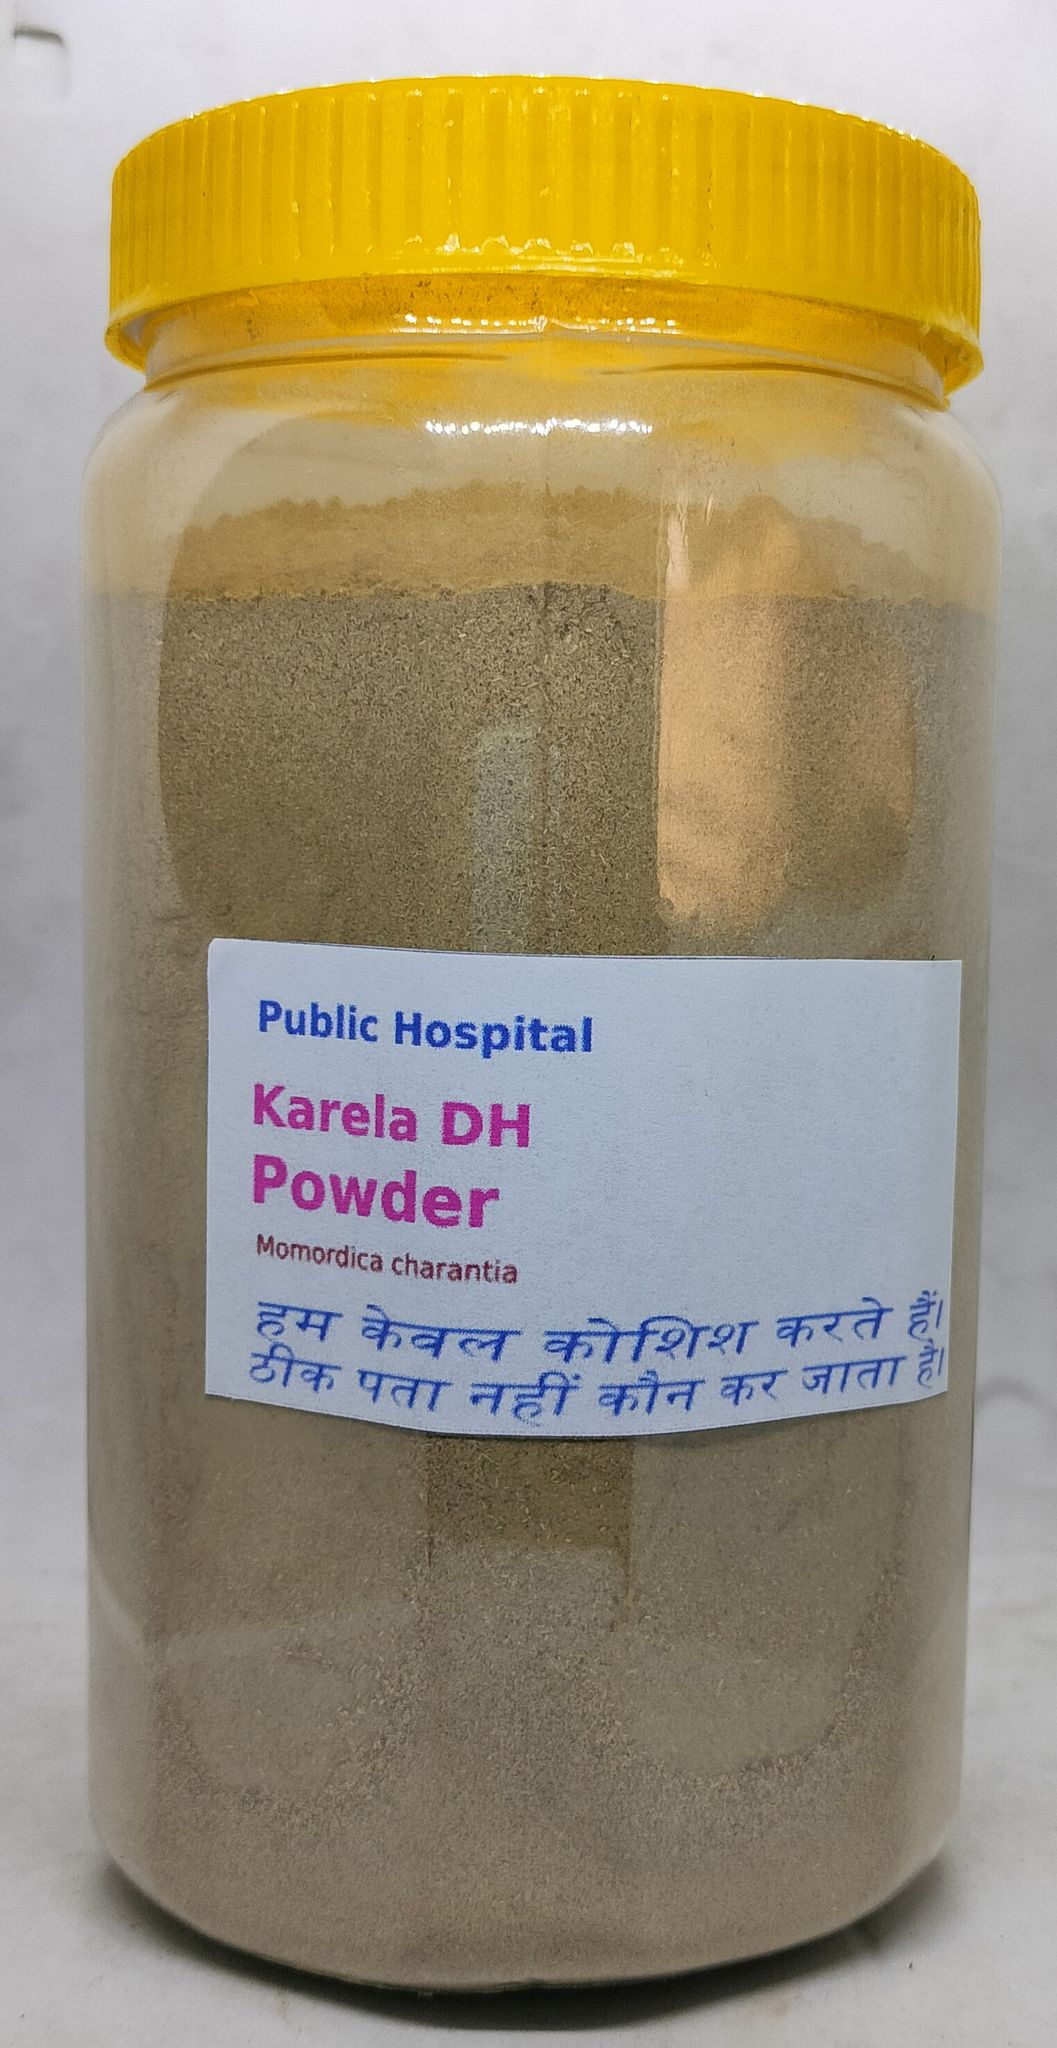 Public Hospital
Karela DH
Powder
Momordica charantia
हम केवल कोशिश करते हैं।
ठीक पता नहीं कौन कर जाता है।